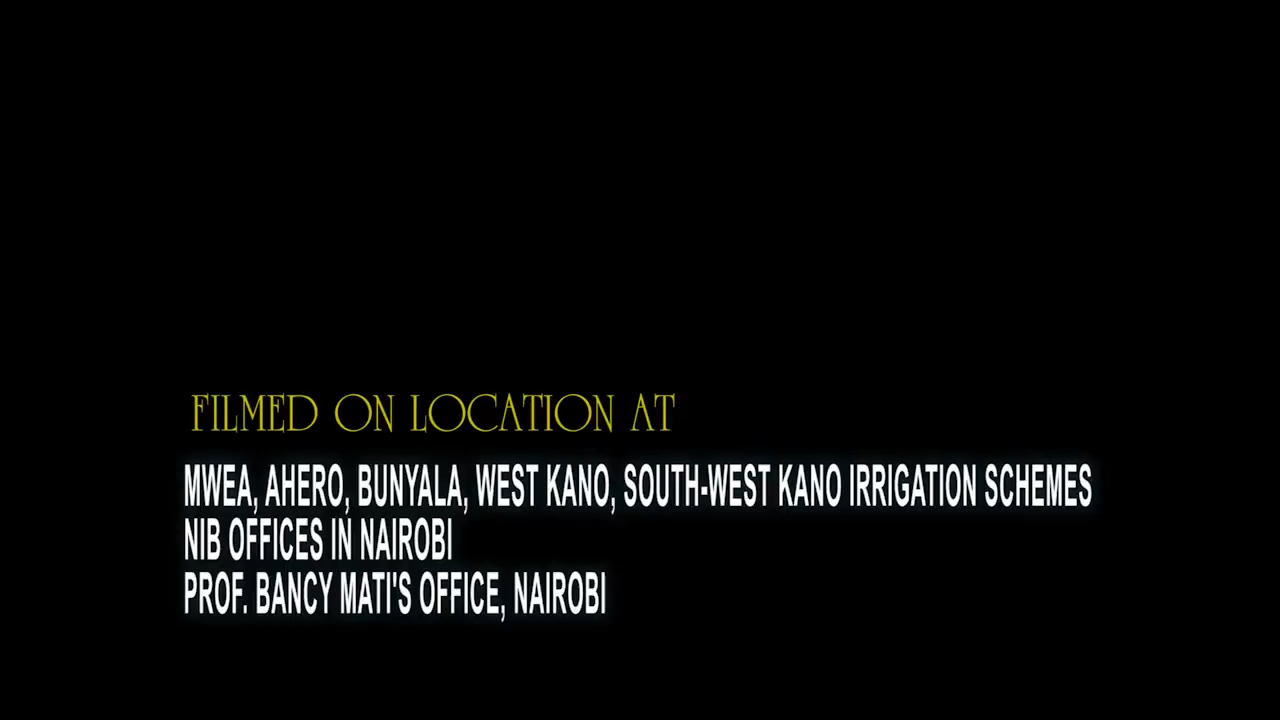 FILMED ON LOCATION AT
MWEA, AHERO, BUNYALA, WEST KANO, SOUTH-WEST KANO IRRIGATION SCHEMES
NIB OFFICES IN NAIROBI
PROF. BANCY MATI'S OFFICE, NAIROBI